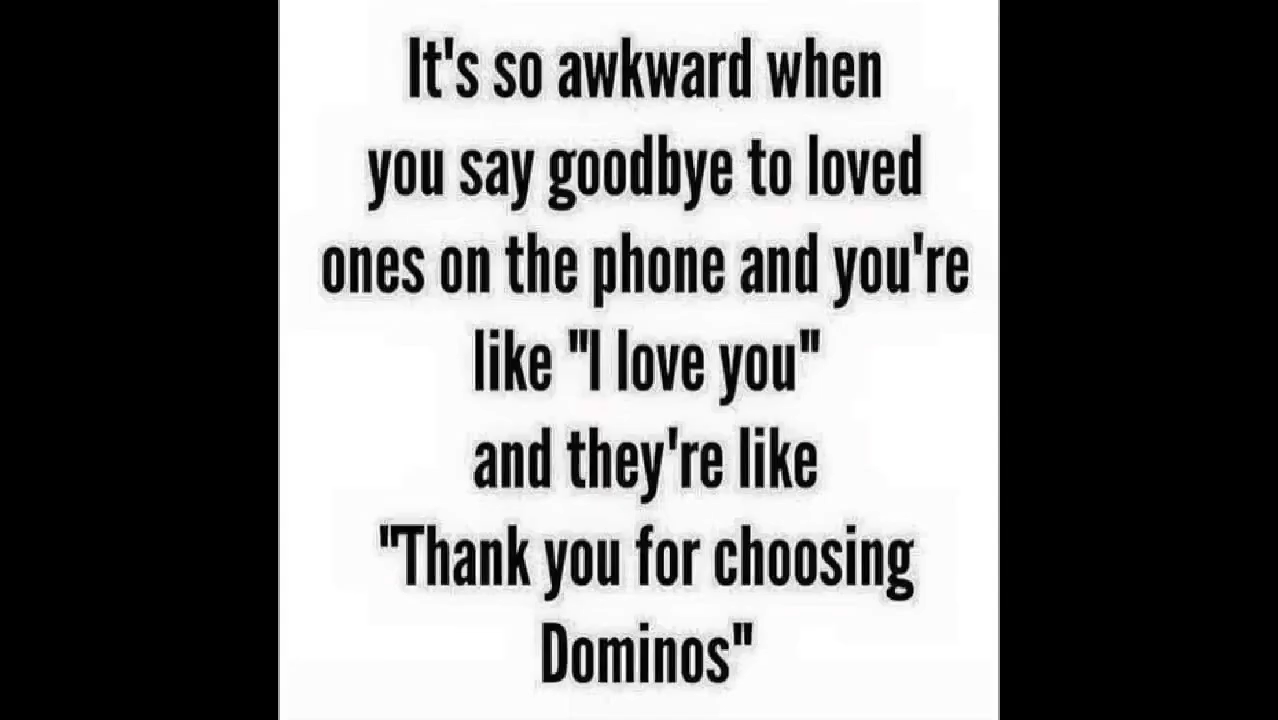 It's so awkward when
you say goodbye to loved
ones on the phone and you're
like "I love you"
and they're like
"Thank you for choosing
Dominos"